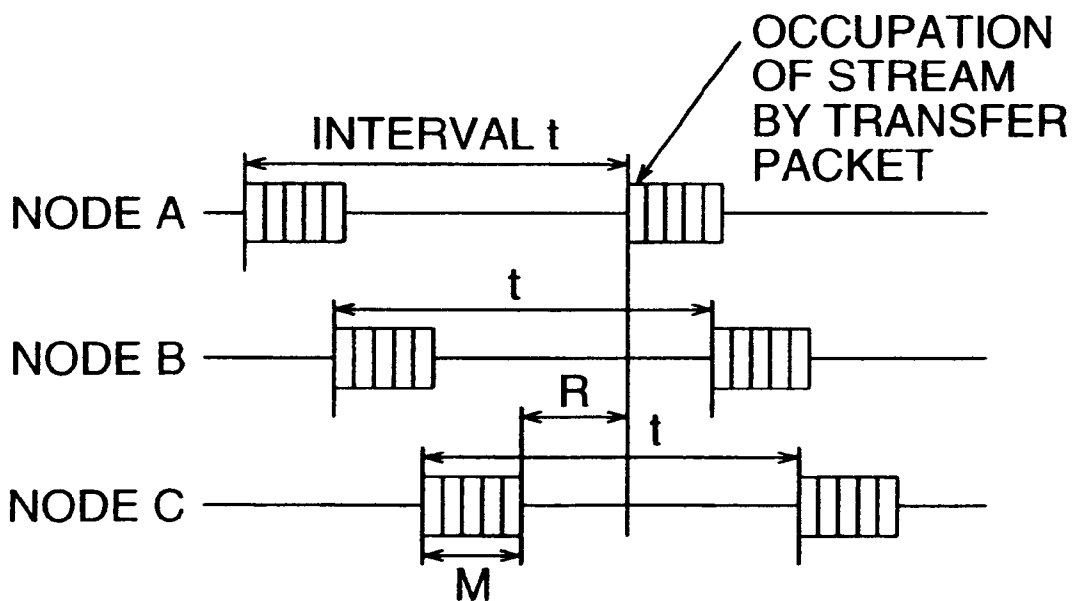 OCCUPATION
OF STREAM
BY TRANSFER
PACKET
INTERVAL t
NODE A
t
NODE B
R
t
NODE C
M